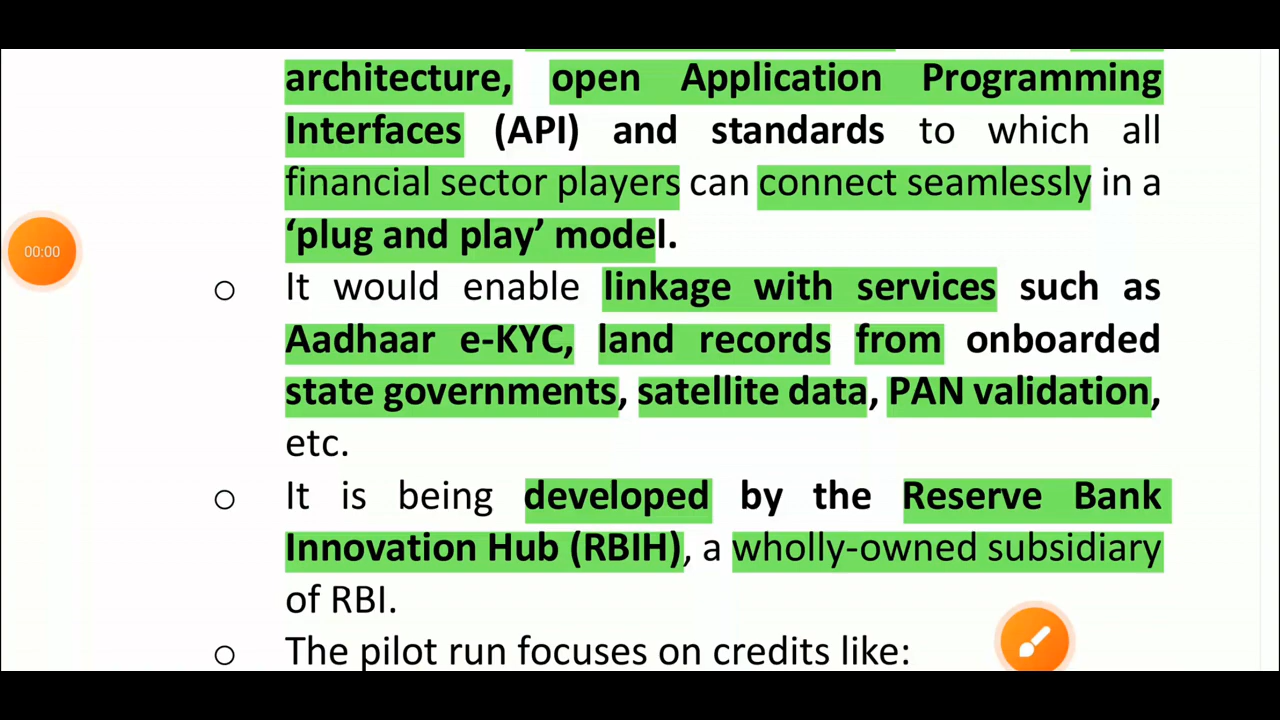 architecture, open Application Programming
Interfaces (API) and standards to which all
financial sector players can connect seamlessly in a
‘plug and play’ model.
00:00
o It would enable linkage with services such as
Aadhaar e-KYC, land records from onboarded
state governments, satellite data, PAN validation,
etc.
o It is being developed by the Reserve Bank
Innovation Hub (RBIH), a wholly-owned subsidiary
of RBI.
o The pilot run focuses on credits like: